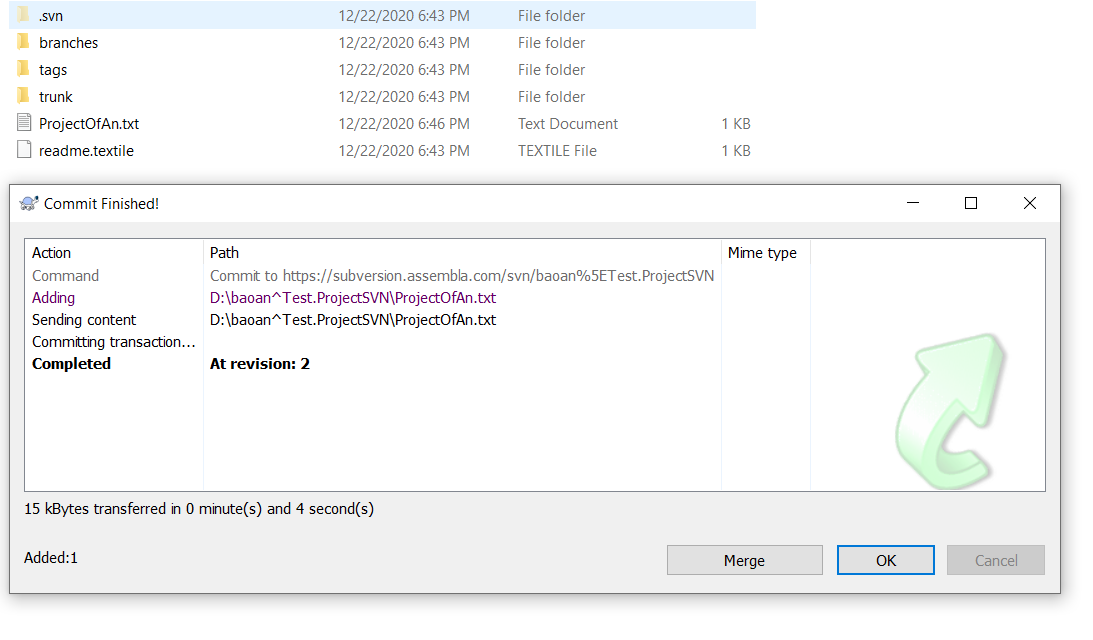 .svn 12/22/2020 6:43 PM File folder
branches 12/22/2020 6:43 PM File folder
tags 12/22/2020 6:43 PM File folder
trunk 12/22/2020 6:43 PM File folder
ProjectOfAn.txt 12/22/2020 6:46 PM Text Document 1 KB
readme.textile 12/22/2020 6:43 PM TEXTILE File 1 KB
Commit Finished!
Action Path Mime type
Command Commit to https://subversion.assembla.com/svn/baoan%5ETest.ProjectSVN
Adding D:\baoan^Test.ProjectSVN\ProjectOfAn.txt
Sending content D:\baoan^Test.ProjectSVN\ProjectOfAn.txt
Committing transaction...
Completed At revision: 2
15 kBytes transferred in 0 minute(s) and 4 second(s)
Added:1
Merge OK Cancel